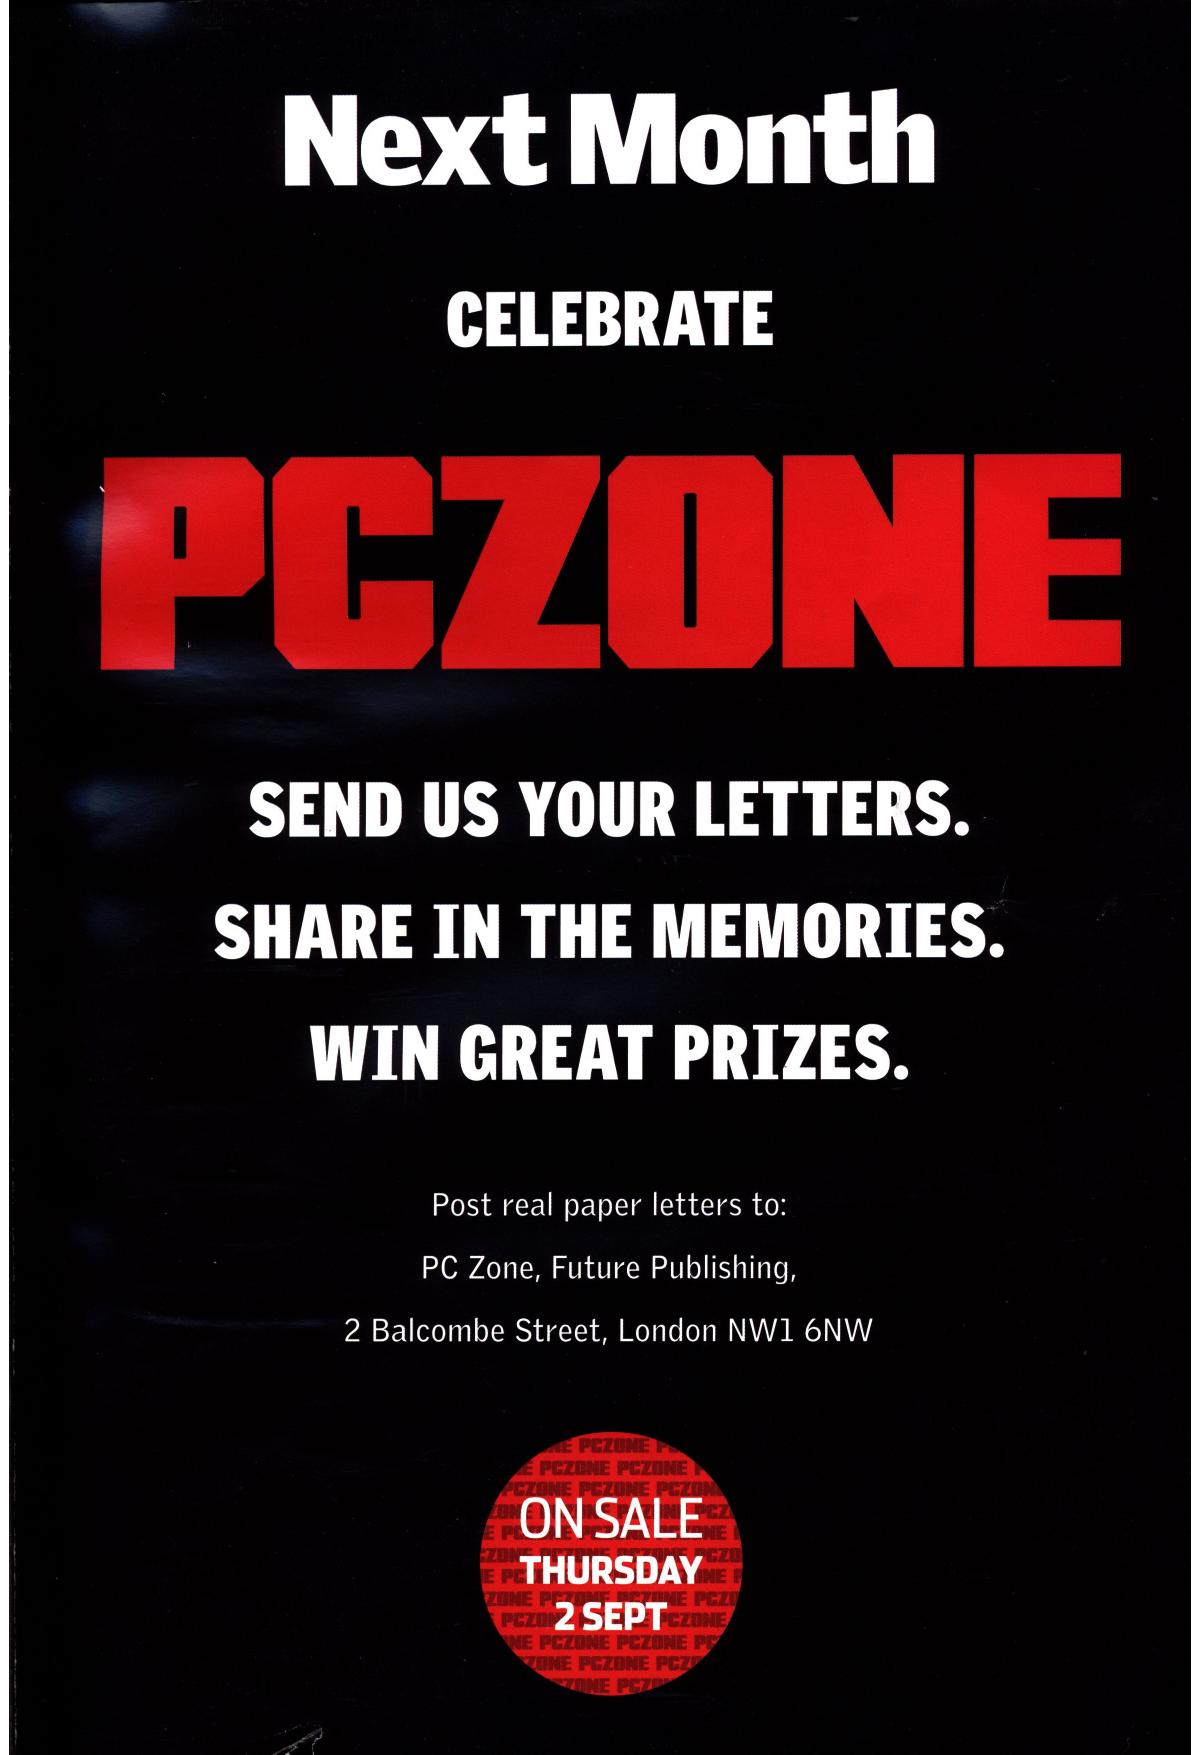 Next Month
CELEBRATE
PCZONE
SEND US YOUR LETTERS.
SHARE IN THE MEMORIES.
WIN GREAT PRIZES.
Post real paper letters to:
PC Zone, Future Publishing,
2 Balcombe Street, London NW1 6NW
ON SALE
THURSDAY
2 SEPT